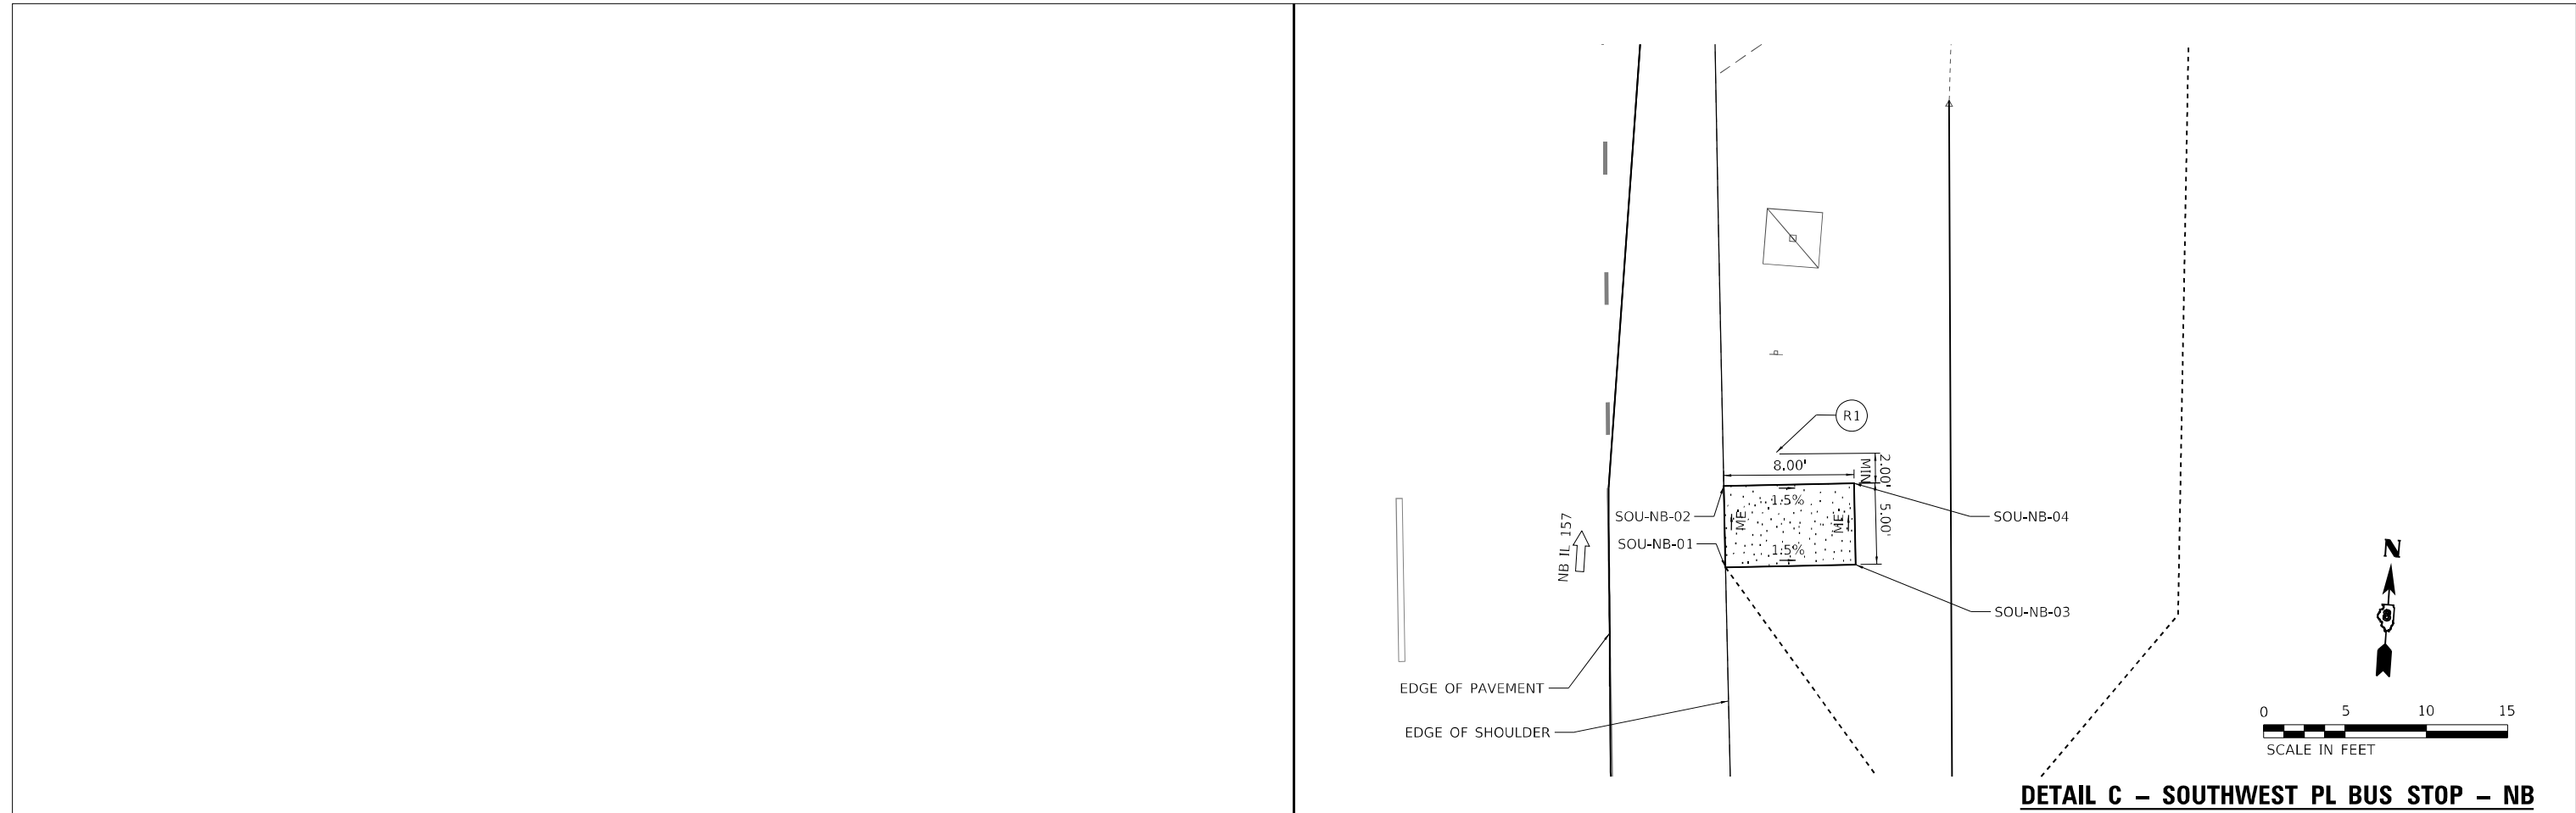 R1
8.00'
2.00'
MIN
1.5%
ME
ME
5.00'
SOU-NB-02
SOU-NB-04
NB IL 157
SOU-NB-01
1.5%
N
8
SOU-NB-03
EDGE OF PAVEMENT
EDGE OF SHOULDER
0 5 10 15
SCALE IN FEET
DETAIL C – SOUTHWEST PL BUS STOP – NB